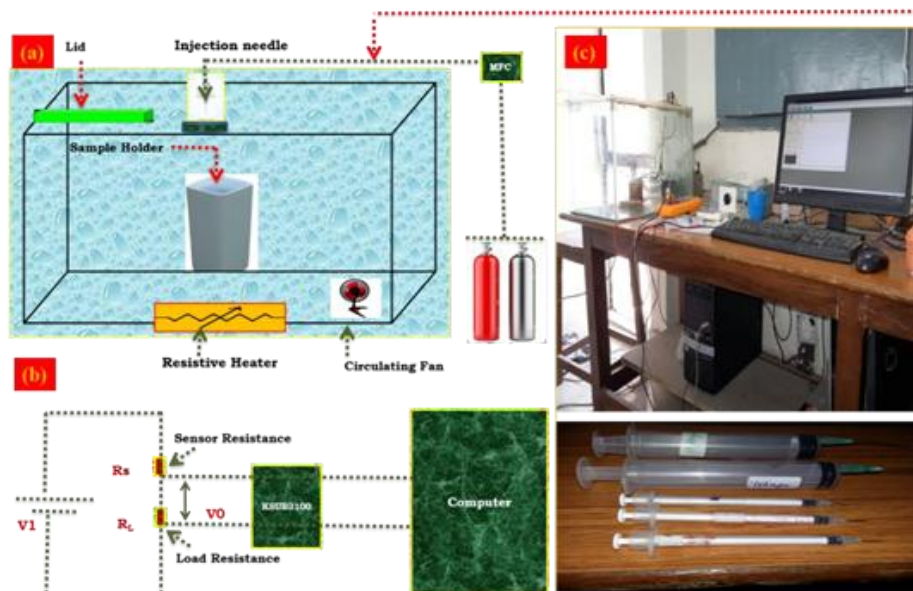 (a)
Lid
Injection needle
MFC
Sample Holder
Resistive Heater
Circulating Fan
(b)
Sensor Resistance
Rs
V1
V0
RL
Load Resistance
Computer
(c)